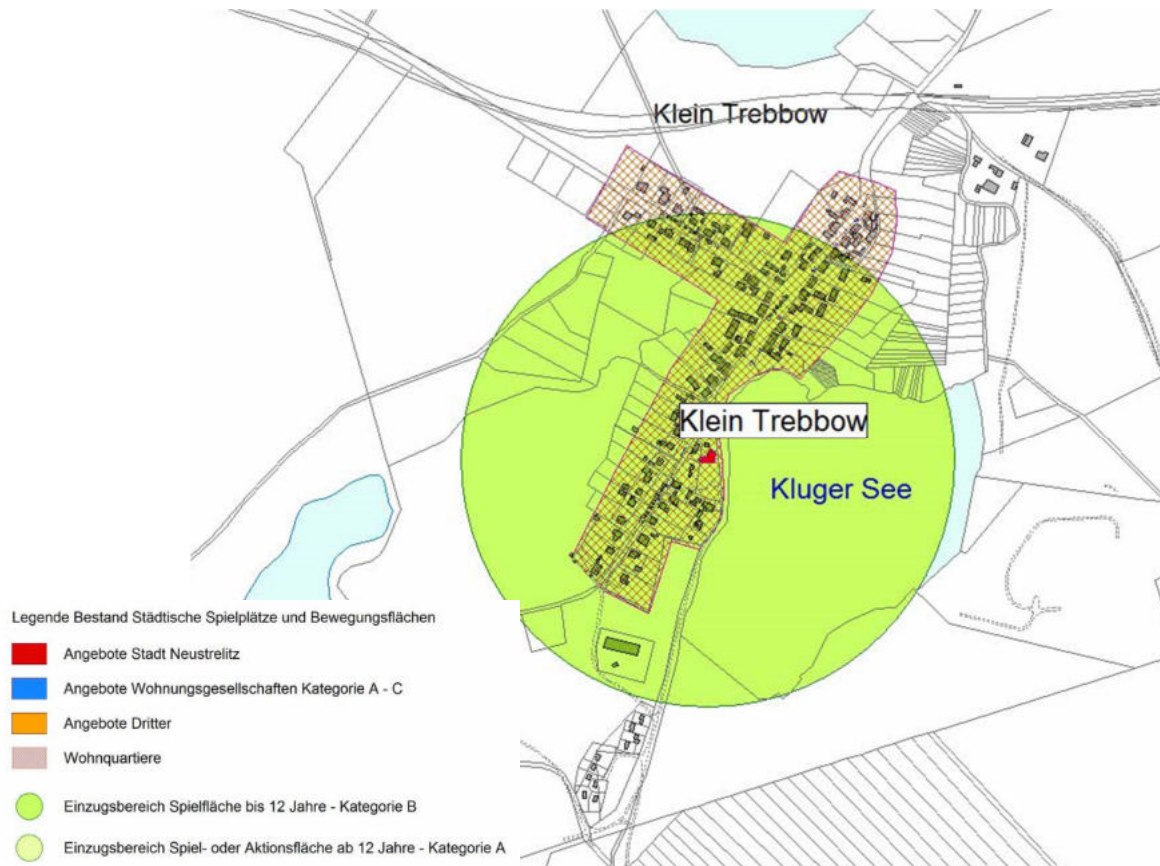 Klein Trebbow
Klein Trebbow
Kluger See
Legende Bestand Städtische Spielplätze und Bewegungsflächen
Angebote Stadt Neustrelitz
Angebote Wohnungsgesellschaften Kategorie A - C
Angebote Dritter
Wohnquartiere
Einzugsbereich Spielfläche bis 12 Jahre - Kategorie B
Einzugsbereich Spiel- oder Aktionsfläche ab 12 Jahre - Kategorie A